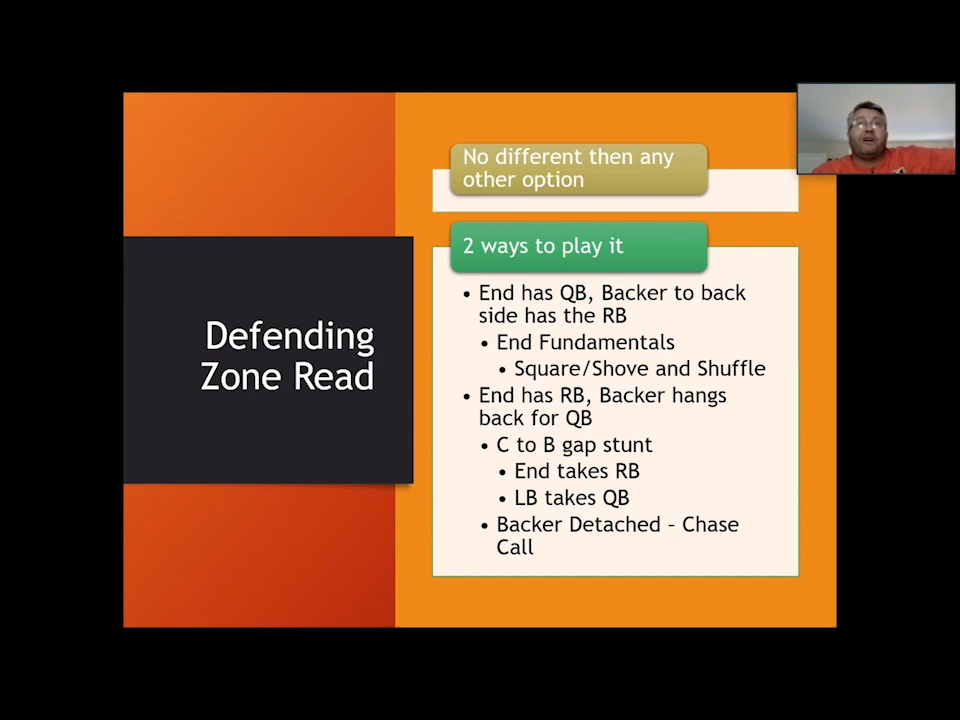 Defending
Zone Read
No different then any
other option
2 ways to play it
• End has QB, Backer to back
side has the RB
• End Fundamentals
• Square/Shove and Shuffle
• End has RB, Backer hangs
back for QB
• C to B gap stunt
• End takes RB
• LB takes QB
• Backer Detached – Chase
Call